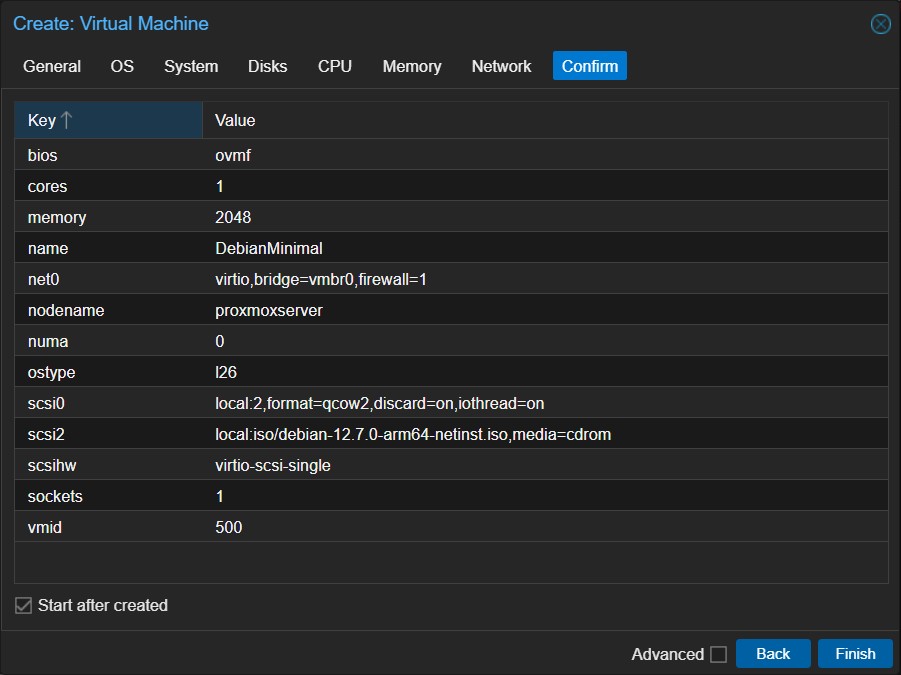 Create: Virtual Machine
General OS System Disks CPU Memory Network Confirm
Key Value
bios ovmf
cores 1
memory 2048
name DebianMinimal
net0 virtio,bridge=vmbr0,firewall=1
nodename proxmoxserver
numa 0
ostype l26
scsi0 local:2,format=qcow2,discard=on,iothread=on
scsi2 local:iso/debian-12.7.0-arm64-netinst.iso,media=cdrom
scsihw virtio-scsi-single
sockets 1
vmid 500
Start after created
Advanced Back Finish